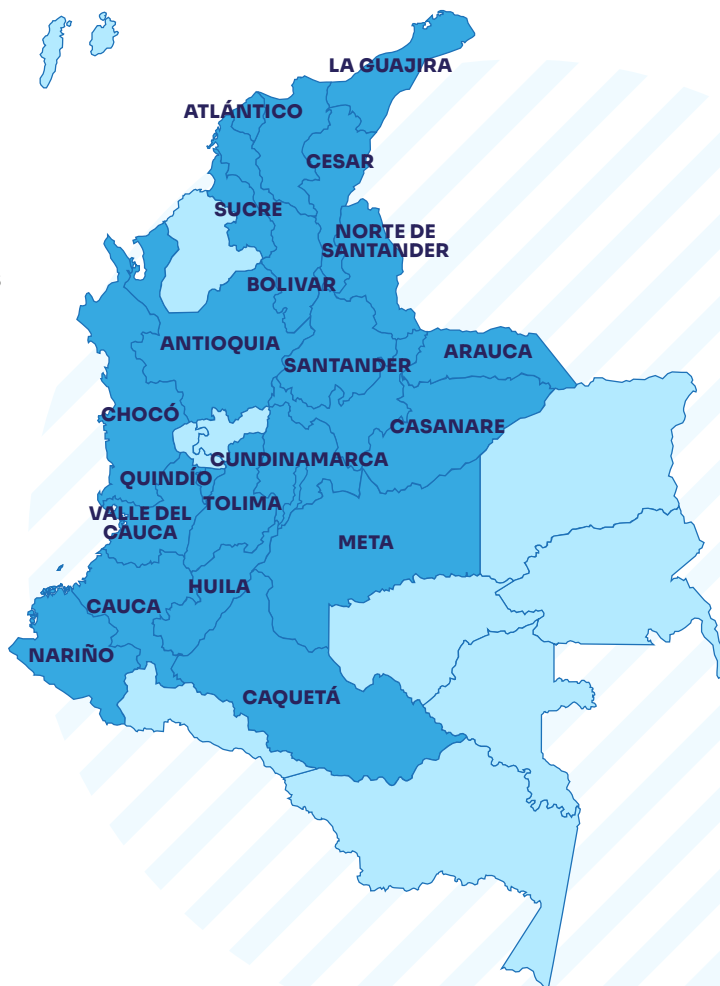 LA GUAJIRA
ATLÁNTICO
CESAR
SUCRE
NORTE DE
SANTANDER
BOLIVAR
ANTIOQUIA
ARAUCA
SANTANDER
CHOCÓ
CASANARE
CUNDINAMARCA
QUINDÍO
TOLIMA
VALLE DEL
CAUCA
META
HUILA
CAUCA
NARIÑO
CAQUETÁ